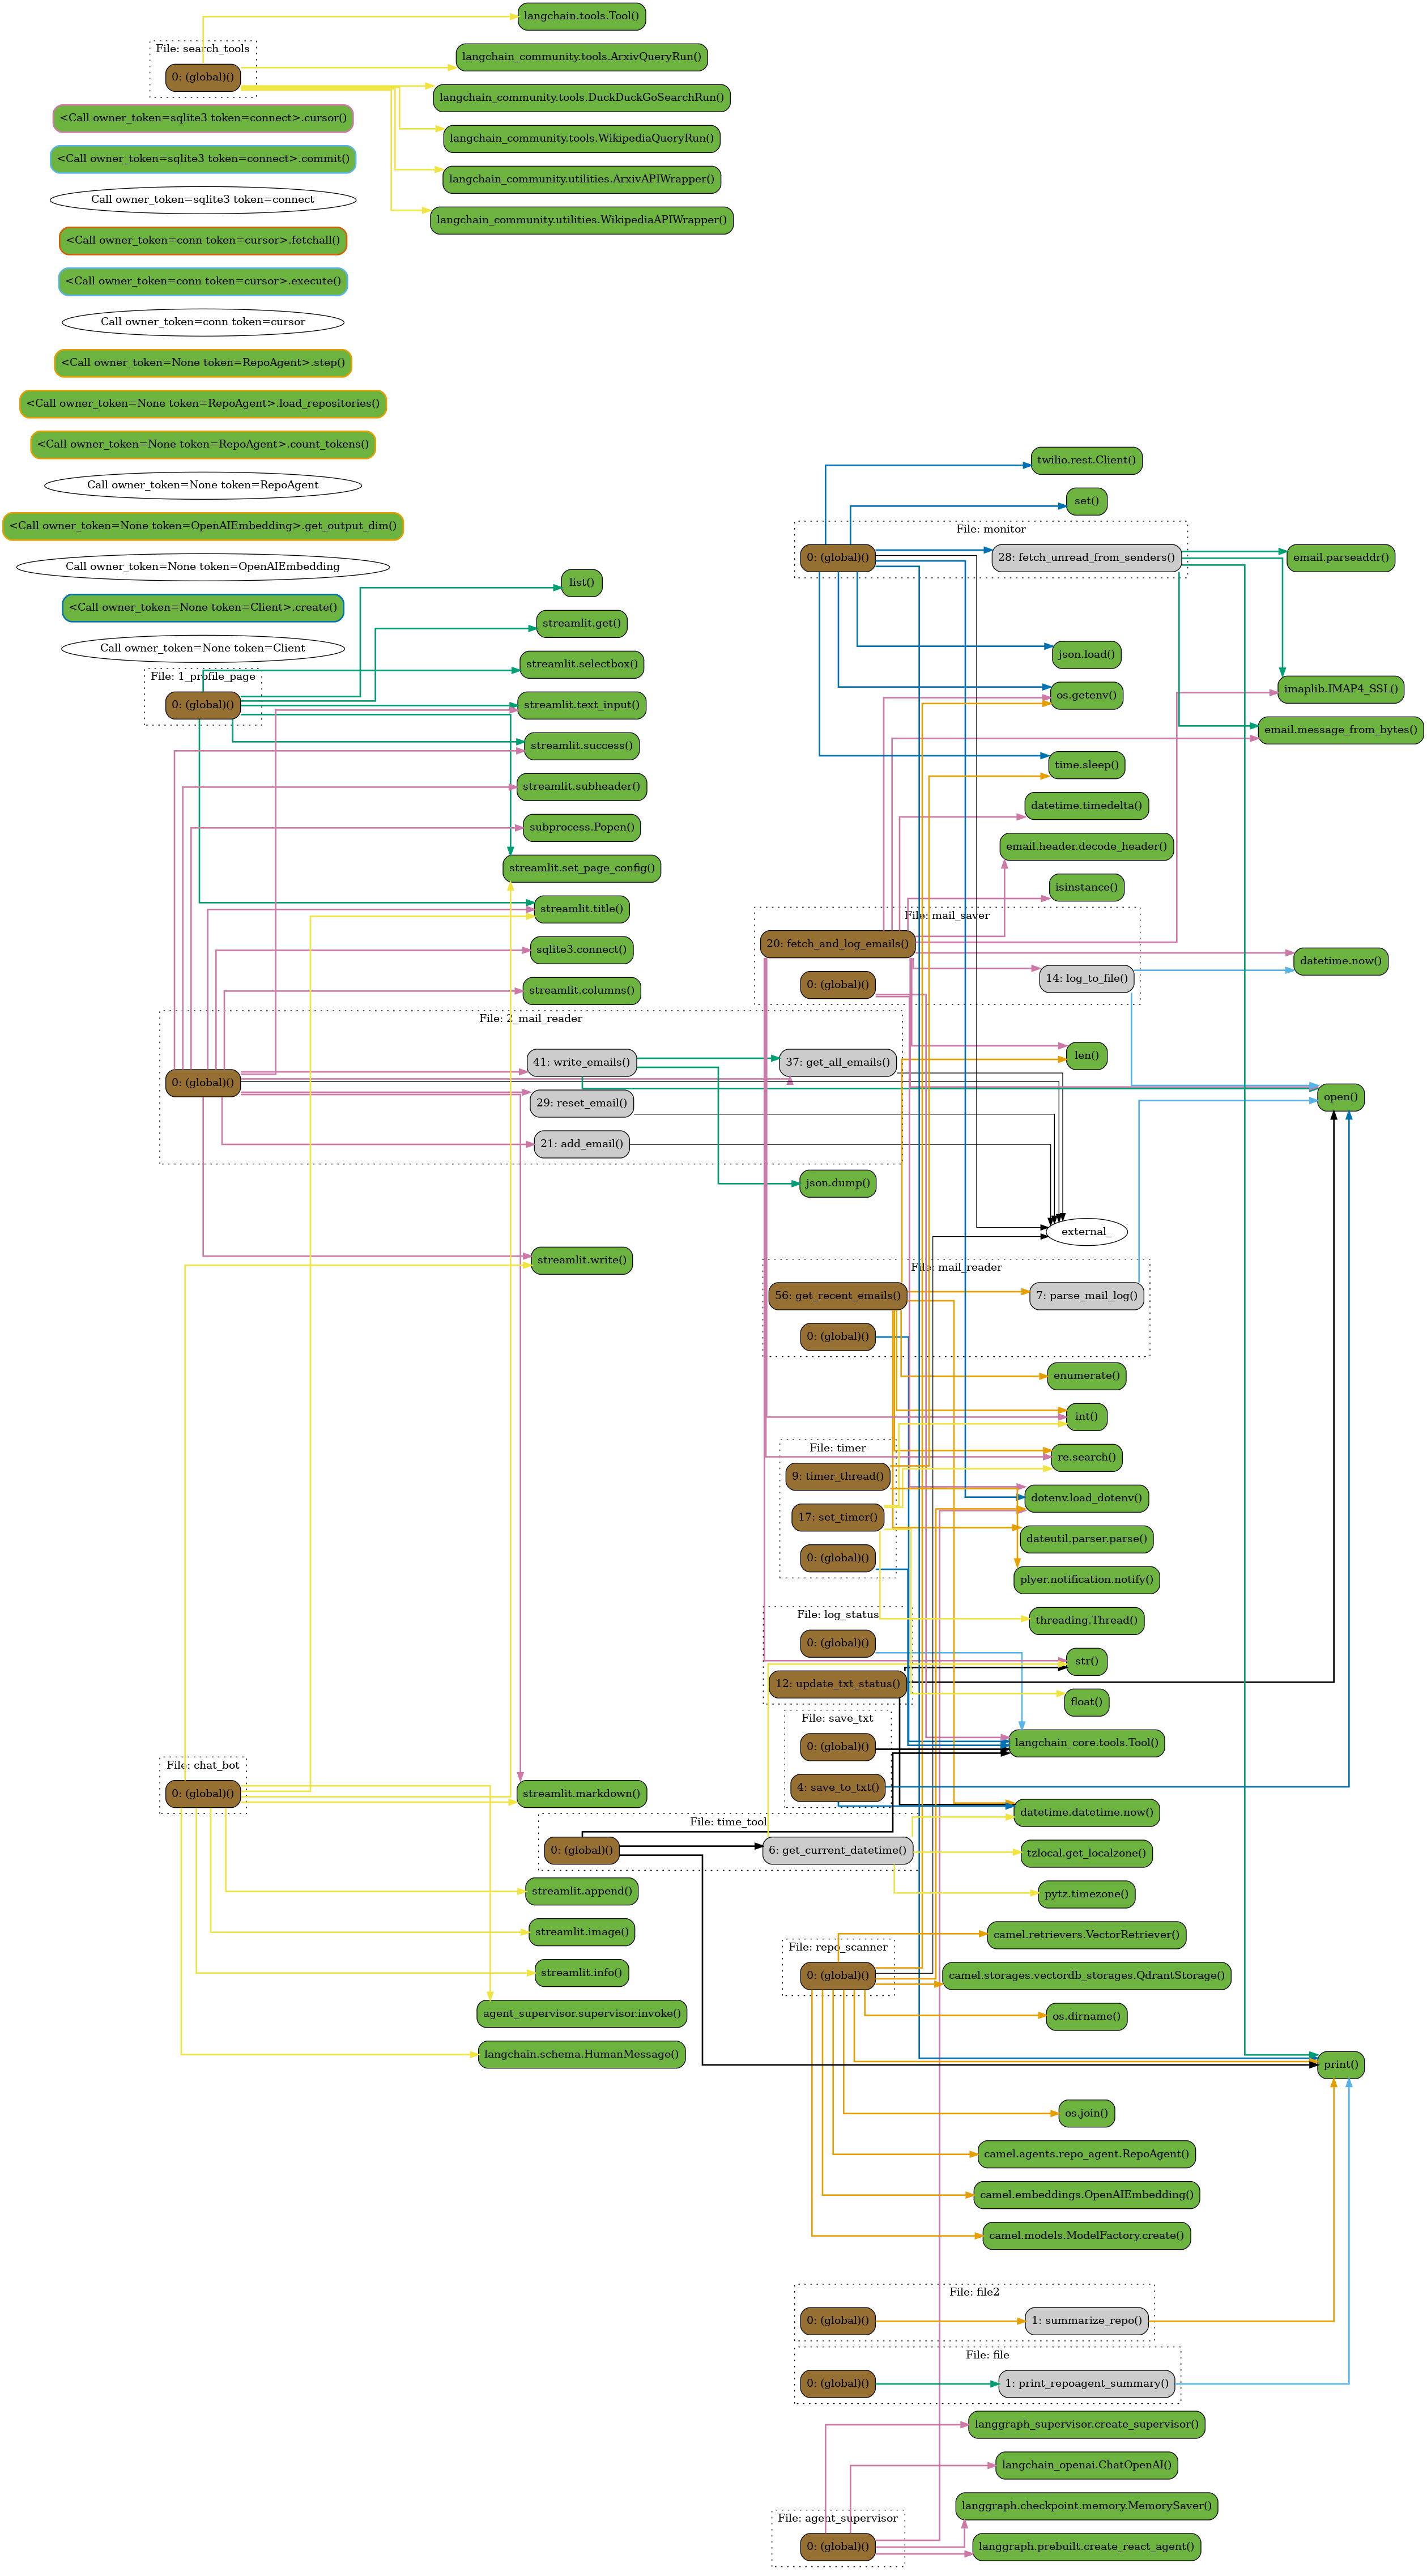 langchain.tools.Tool()
File: search_tools
0: (global)()
langchain_community.tools.ArxivQueryRun()
langchain_community.tools.DuckDuckGoSearchRun()
<Call owner_token=sqlite3 token=connect>.cursor()
langchain_community.tools.WikipediaQueryRun()
<Call owner_token=sqlite3 token=connect>.commit()
langchain_community.utilities.ArxivAPIWrapper()
Call owner_token=sqlite3 token=connect
langchain_community.utilities.WikipediaAPIWrapper()
<Call owner_token=conn token=cursor>.fetchall()
<Call owner_token=conn token=cursor>.execute()
Call owner_token=conn token=cursor
<Call owner_token=None token=RepoAgent>.step()
<Call owner_token=None token=RepoAgent>.load_repositories()
<Call owner_token=None token=RepoAgent>.count_tokens()
Call owner_token=None token=RepoAgent
<Call owner_token=None token=OpenAIEmbedding>.get_output_dim()
Call owner_token=None token=OpenAIEmbedding
<Call owner_token=None token=Client>.create()
Call owner_token=None token=Client
File: 1_profile_page
0: (global)()
list()
streamlit.get()
streamlit.selectbox()
streamlit.text_input()
streamlit.success()
streamlit.subheader()
subprocess.Popen()
streamlit.set_page_config()
streamlit.title()
sqlite3.connect()
streamlit.columns()
File: 2_mail_reader
0: (global)()
41: write_emails()
37: get_all_emails()
29: reset_email()
21: add_email()
json.dump()
streamlit.write()
twilio.rest.Client()
set()
File: monitor
0: (global)()
28: fetch_unread_from_senders()
email.parseaddr()
json.load()
os.getenv()
imaplib.IMAP4_SSL()
email.message_from_bytes()
time.sleep()
datetime.timedelta()
email.header.decode_header()
isinstance()
File: mail_saver
20: fetch_and_log_emails()
0: (global)()
14: log_to_file()
datetime.now()
len()
open()
external_
File: mail_reader
56: get_recent_emails()
7: parse_mail_log()
0: (global)()
enumerate()
int()
File: timer
re.search()
9: timer_thread()
dotenv.load_dotenv()
17: set_timer()
dateutil.parser.parse()
0: (global)()
plyer.notification.notify()
File: log_status
threading.Thread()
0: (global)()
str()
12: update_txt_status()
float()
File: save_txt
0: (global)()
langchain_core.tools.Tool()
4: save_to_txt()
File: chat_bot
0: (global)()
streamlit.markdown()
datetime.datetime.now()
File: time_tool
0: (global)()
6: get_current_datetime()
tzlocal.get_localzone()
pytz.timezone()
streamlit.append()
streamlit.image()
streamlit.info()
agent_supervisor.supervisor.invoke()
langchain.schema.HumanMessage()
camel.retrievers.VectorRetriever()
File: repo_scanner
0: (global)()
camel.storages.vectordb_storages.QdrantStorage()
os.dirname()
print()
os.join()
camel.agents.repo_agent.RepoAgent()
camel.embeddings.OpenAIEmbedding()
camel.models.ModelFactory.create()
File: file2
0: (global)()
1: summarize_repo()
File: file
0: (global)()
1: print_repoagent_summary()
langgraph_supervisor.create_supervisor()
langchain_openai.ChatOpenAI()
langgraph.checkpoint.memory.MemorySaver()
File: agent_supervisor
0: (global)()
langgraph.prebuilt.create_react_agent()